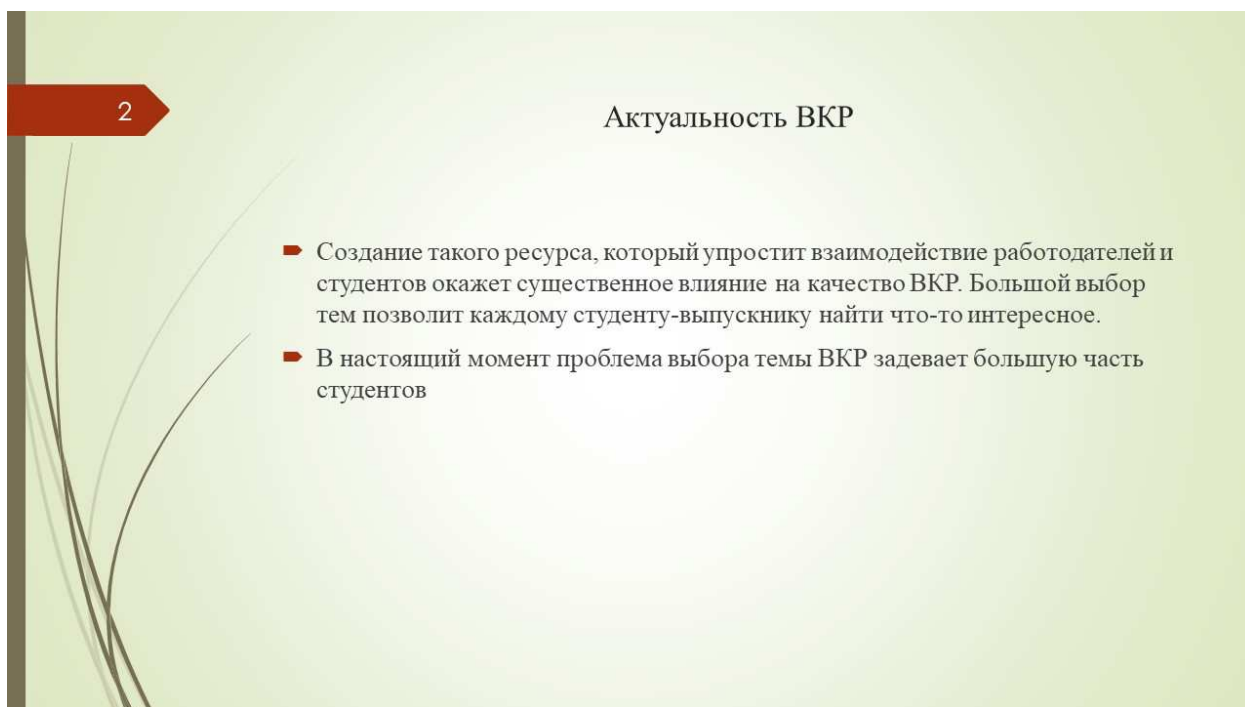 2
Актуальность ВКР
Создание такого ресурса, который упростит взаимодействие работодателей и
студентов окажет существенное влияние на качество ВКР. Большой выбор
тем позволит каждому студенту-выпускнику найти что-то интересное.
В настоящий момент проблема выбора темы ВКР задевает большую часть
студентов